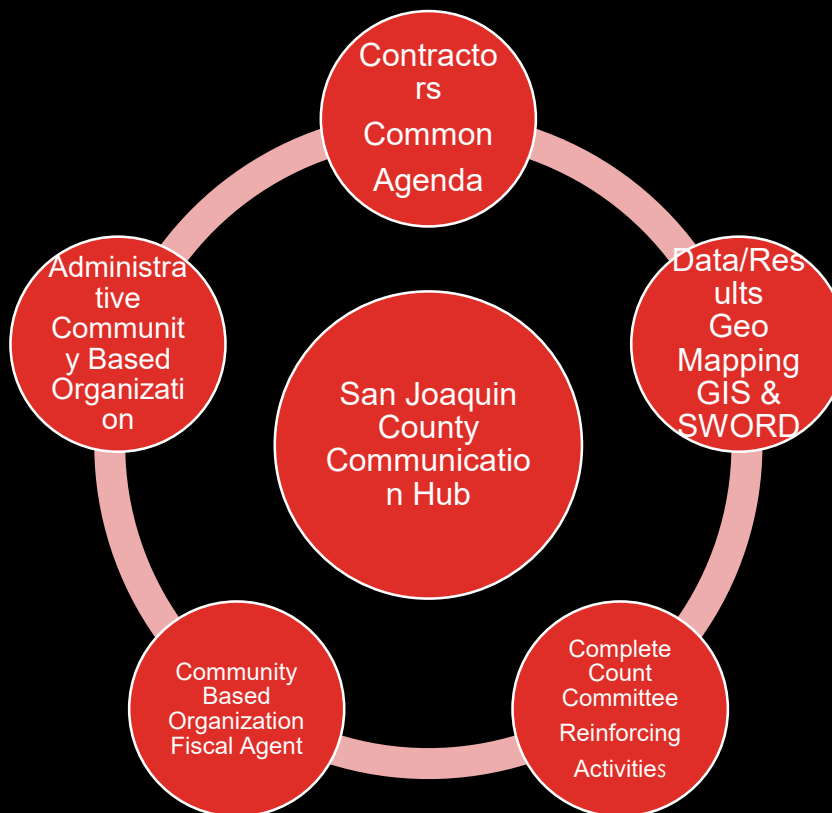 Contracto
rs
Common
Agenda
Administra
tive
Communit
y Based
Organizati
on
Data/Res
ults
Geo
Mapping
GIS &
SWORD
San Joaquin
County
Communicatio
n Hub
Community
Based
Organization
Fiscal Agent
Complete
Count
Committee
Reinforcing
Activities